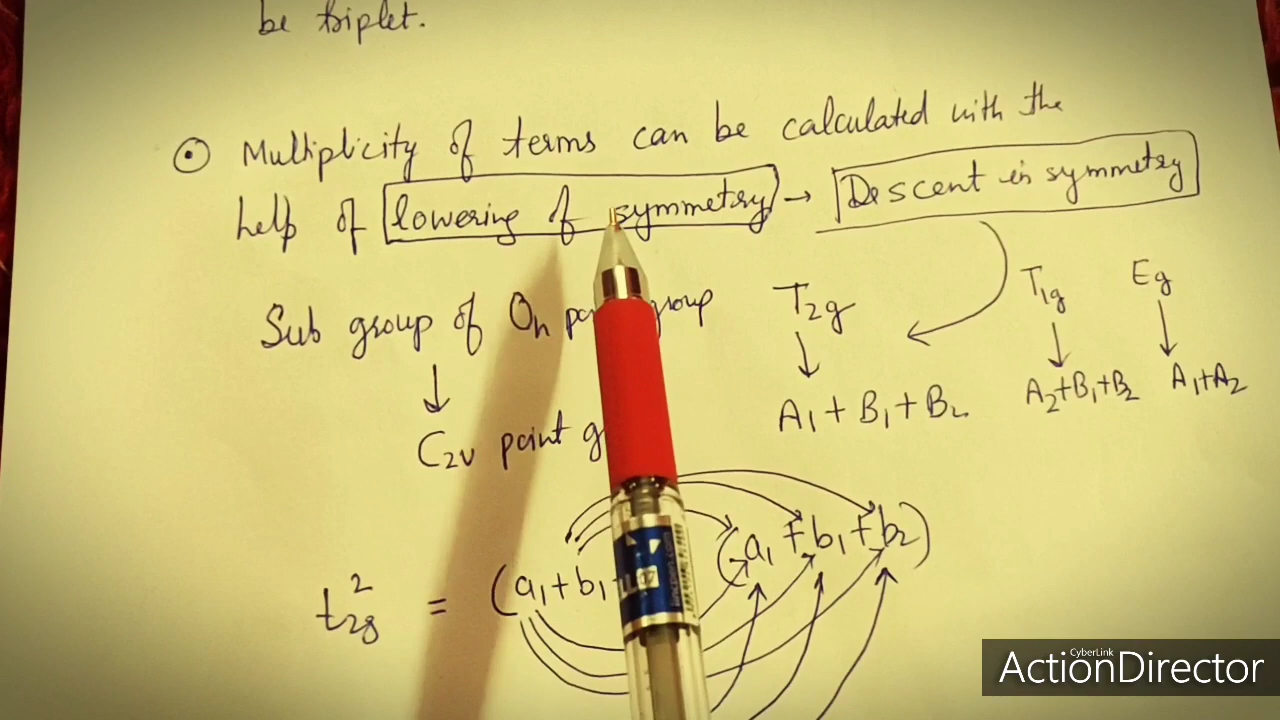 be triplet.
⊙ Multiplicity of terms can be calculated with the
help of lowering of symmetry → Descent in symmetry
Sub group of Oh group
T2g T1g Eg
↓ ↓ ↓
A1 + B1 + B2 A2+B1+B2 A1+A2
↓
C2v point
t2g² = (a1+b1+ (a1 + b1 + b2)
CyberLink
ActionDirector